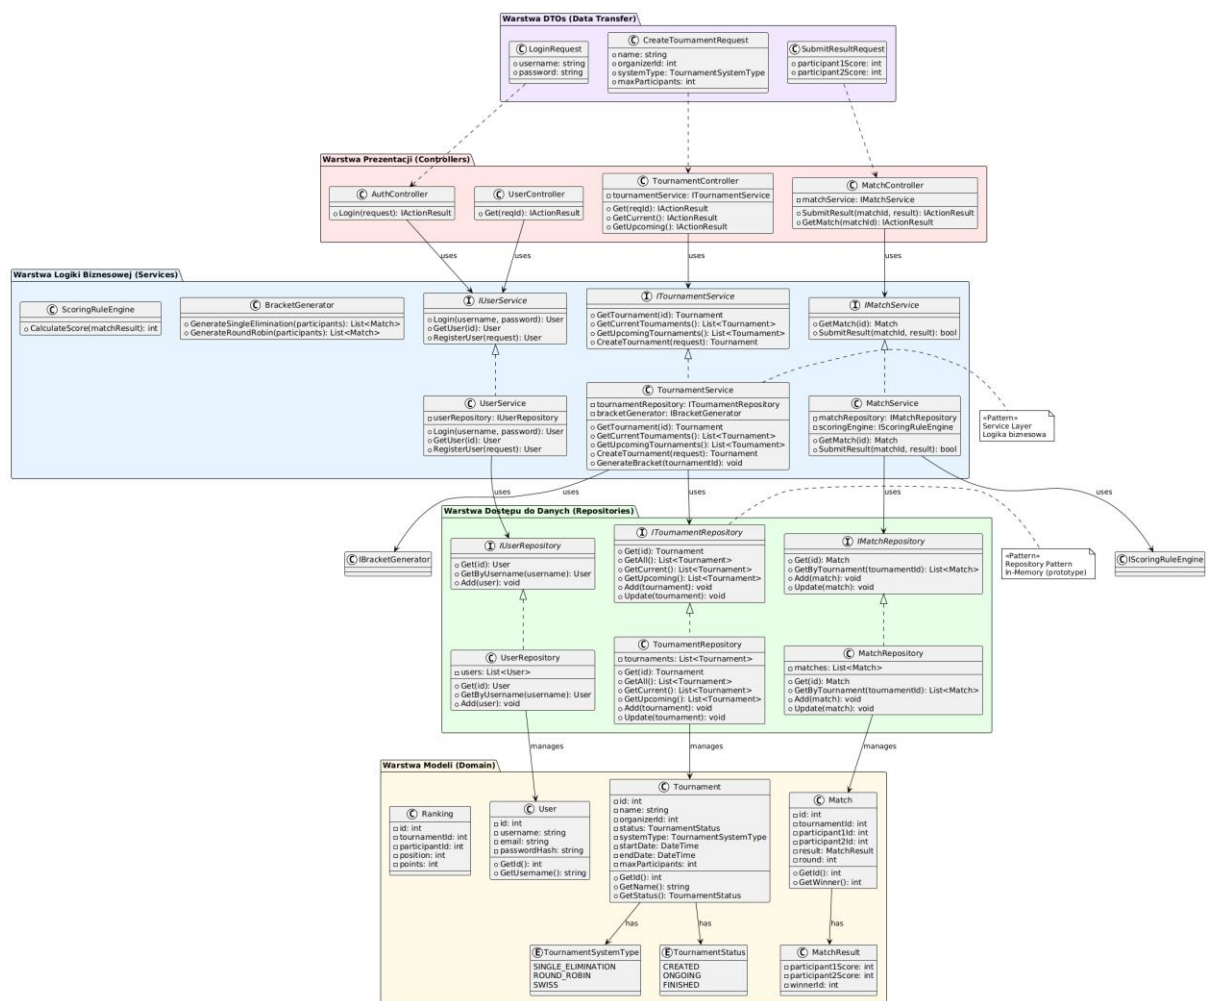 Warstwa DTOs (Data Transfer)
C LoginRequest
username: string
password: string
C CreateTournamentRequest
name: string
organizerId: int
systemType: TournamentSystemType
maxParticipants: int
C SubmitResultRequest
participant1Score: int
participant2Score: int
Warstwa Prezentacji (Controllers)
C AuthController
Login(request): IActionResult
C UserController
Get(reqId): IActionResult
C TournamentController
tournamentService: ITournamentService
Get(reqId): IActionResult
GetCurrent(): IActionResult
GetUpcoming(): IActionResult
C MatchController
matchService: IMatchService
SubmitResult(matchId, result): IActionResult
GetMatch(matchId): IActionResult
uses
uses
uses
uses
Warstwa Logiki Biznesowej (Services)
C ScoringRuleEngine
CalculateScore(matchResult): int
C BracketGenerator
GenerateSingleElimination(participants): List<Match>
GenerateRoundRobin(participants): List<Match>
I IUserService
Login(username, password): User
GetUser(id): User
RegisterUser(request): User
I ITournamentService
GetTournament(id): Tournament
GetCurrentTournaments(): List<Tournament>
GetUpcomingTournaments(): List<Tournament>
CreateTournament(request): Tournament
I IMatchService
GetMatch(id): Match
SubmitResult(matchId, result): bool
C UserService
userRepository: IUserRepository
Login(username, password): User
GetUser(id): User
RegisterUser(request): User
C TournamentService
tournamentRepository: ITournamentRepository
bracketGenerator: IBracketGenerator
GetTournament(id): Tournament
GetCurrentTournaments(): List<Tournament>
GetUpcomingTournaments(): List<Tournament>
CreateTournament(request): Tournament
GenerateBracket(tournamentId): void
C MatchService
matchRepository: IMatchRepository
scoringEngine: IScoringRuleEngine
GetMatch(id): Match
SubmitResult(matchId, result): bool
«Pattern»
Service Layer
Logika biznesowa
uses
uses
uses
uses
uses
Warstwa Dostępu do Danych (Repositories)
C IBracketGenerator
I IUserRepository
Get(id): User
GetByUsername(username): User
Add(user): void
I ITournamentRepository
Get(id): Tournament
GetAll(): List<Tournament>
GetCurrent(): List<Tournament>
GetUpcoming(): List<Tournament>
Add(tournament): void
Update(tournament): void
I IMatchRepository
Get(id): Match
GetByTournament(tournamentId): List<Match>
Add(match): void
Update(match): void
«Pattern»
Repository Pattern
In-Memory (prototype)
C IScoringRuleEngine
C UserRepository
users: List<User>
Get(id): User
GetByUsername(username): User
Add(user): void
C TournamentRepository
tournaments: List<Tournament>
Get(id): Tournament
GetAll(): List<Tournament>
GetCurrent(): List<Tournament>
GetUpcoming(): List<Tournament>
Add(tournament): void
Update(tournament): void
C MatchRepository
matches: List<Match>
Get(id): Match
GetByTournament(tournamentId): List<Match>
Add(match): void
Update(match): void
manages
manages
manages
Warstwa Modeli (Domain)
C Ranking
id: int
tournamentId: int
participantId: int
position: int
points: int
C User
id: int
username: string
email: string
passwordHash: string
GetId(): int
GetUsername(): string
C Tournament
id: int
name: string
organizerId: int
status: TournamentStatus
systemType: TournamentSystemType
startDate: DateTime
endDate: DateTime
maxParticipants: int
GetId(): int
GetName(): string
GetStatus(): TournamentStatus
C Match
id: int
tournamentId: int
participant1Id: int
participant2Id: int
result: MatchResult
round: int
GetId(): int
GetWinner(): int
has
has
has
E TournamentSystemType
SINGLE_ELIMINATION
ROUND_ROBIN
SWISS
E TournamentStatus
CREATED
ONGOING
FINISHED
C MatchResult
participant1Score: int
participant2Score: int
winnerId: int